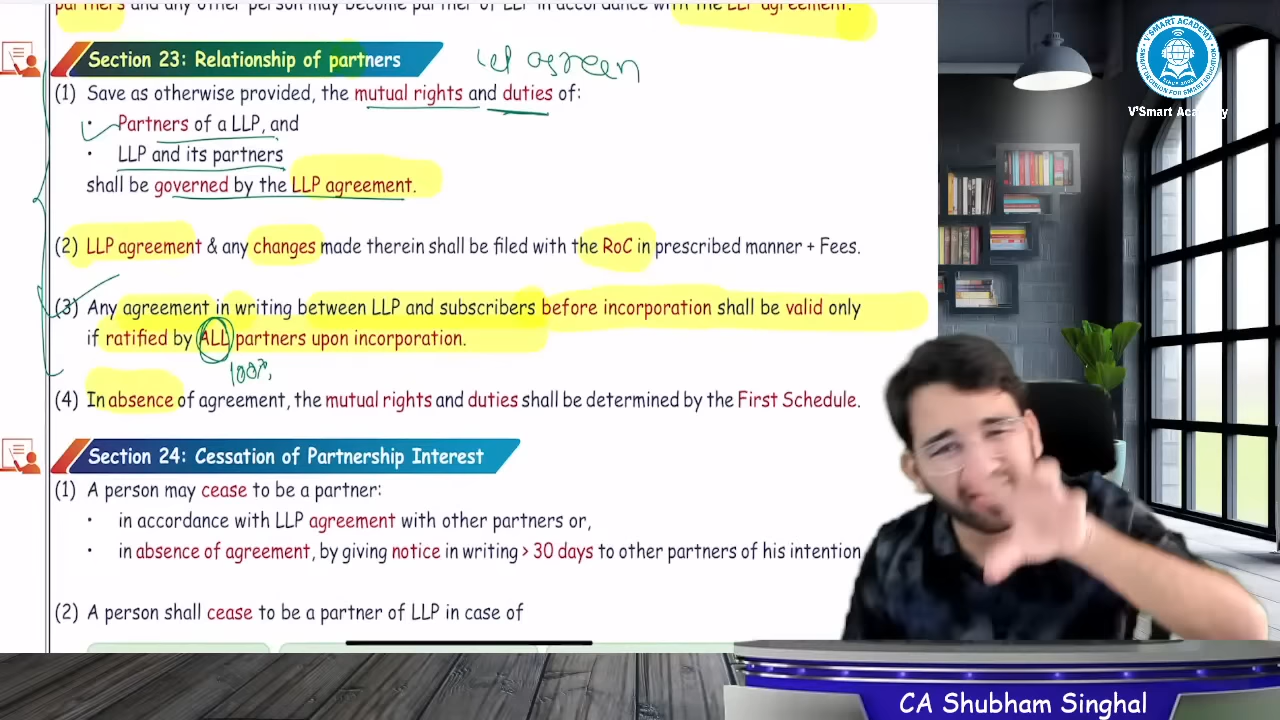 partners and any other person may become partner of LLP in accordance with the LLP agreement.
Section 23: Relationship of partners
(1) Save as otherwise provided, the mutual rights and duties of:
• Partners of a LLP, and
• LLP and its partners
shall be governed by the LLP agreement.
(2) LLP agreement & any changes made therein shall be filed with the RoC in prescribed manner + Fees.
(3) Any agreement in writing between LLP and subscribers before incorporation shall be valid only
if ratified by ALL partners upon incorporation.
100%
(4) In absence of agreement, the mutual rights and duties shall be determined by the First Schedule.
Section 24: Cessation of Partnership Interest
(1) A person may cease to be a partner:
• in accordance with LLP agreement with other partners or,
• in absence of agreement, by giving notice in writing > 30 days to other partners of his intention
(2) A person shall cease to be a partner of LLP in case of
V'SMART ACADEMY
SMART DECISION FOR SMART EDUCATION
V'Smart Academy
CA Shubham Singhal